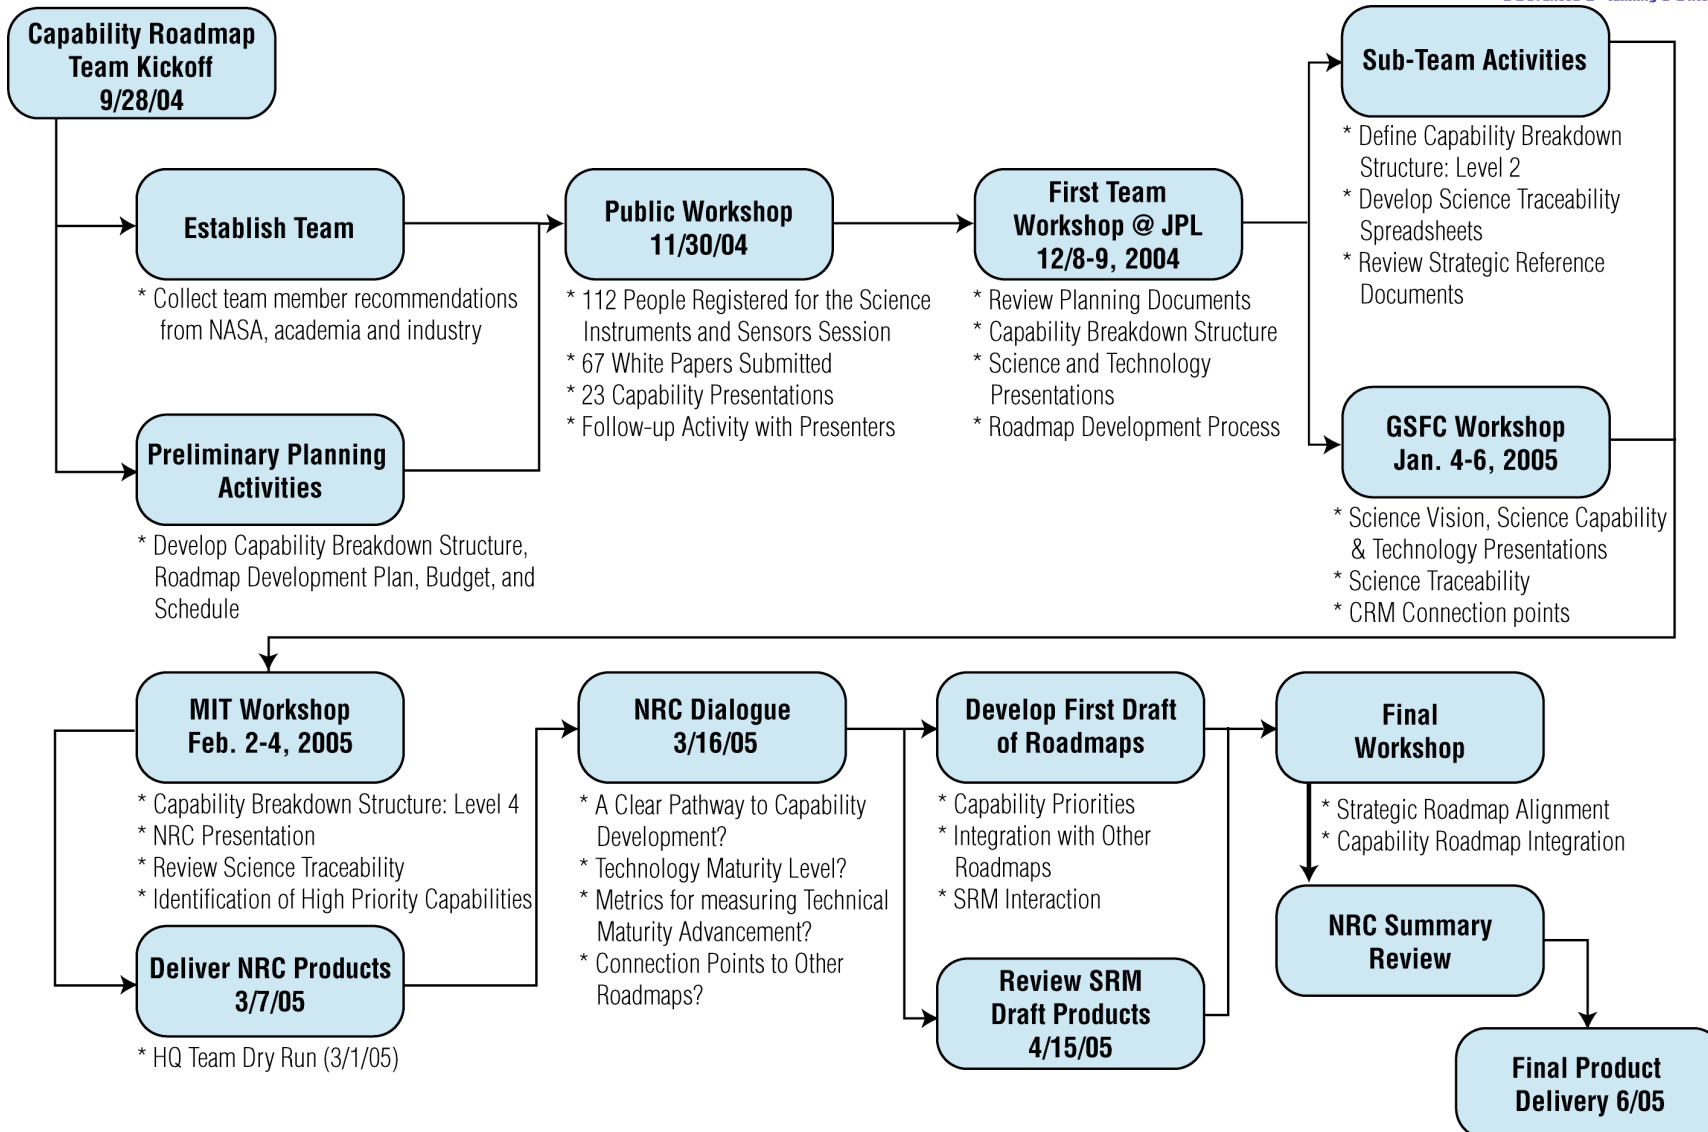 Capability Roadmap
Team Kickoff
9/28/04
Establish Team
* Collect team member recommendations
from NASA, academia and industry
Preliminary Planning
Activities
* Develop Capability Breakdown Structure,
Roadmap Development Plan, Budget, and
Schedule
Public Workshop
11/30/04
* 112 People Registered for the Science
Instruments and Sensors Session
* 67 White Papers Submitted
* 23 Capability Presentations
* Follow-up Activity with Presenters
First Team
Workshop @ JPL
12/8-9, 2004
* Review Planning Documents
* Capability Breakdown Structure
* Science and Technology
Presentations
* Roadmap Development Process
Sub-Team Activities
* Define Capability Breakdown
Structure: Level 2
* Develop Science Traceability
Spreadsheets
* Review Strategic Reference
Documents
GSFC Workshop
Jan. 4-6, 2005
* Science Vision, Science Capability
& Technology Presentations
* Science Traceability
* CRM Connection points
MIT Workshop
Feb. 2-4, 2005
* Capability Breakdown Structure: Level 4
* NRC Presentation
* Review Science Traceability
* Identification of High Priority Capabilities
Deliver NRC Products
3/7/05
* HQ Team Dry Run (3/1/05)
NRC Dialogue
3/16/05
* A Clear Pathway to Capability
Development?
* Technology Maturity Level?
* Metrics for measuring Technical
Maturity Advancement?
* Connection Points to Other
Roadmaps?
Develop First Draft
of Roadmaps
* Capability Priorities
* Integration with Other
Roadmaps
* SRM Interaction
Review SRM
Draft Products
4/15/05
Final
Workshop
* Strategic Roadmap Alignment
* Capability Roadmap Integration
NRC Summary
Review
Final Product
Delivery 6/05